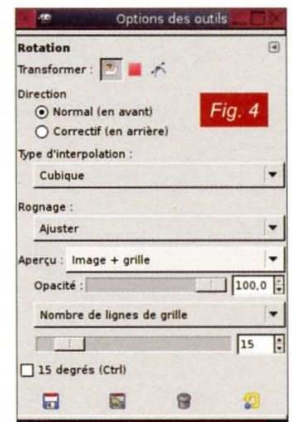 Options des outils
Rotation
Transformer :
Direction
Normal (en avant)
Fig. 4
Correctif (en arrière)
Type d'interpolation :
Cubique
Rognage :
Ajuster
Aperçu : Image + grille
Opacité : 100,0
Nombre de lignes de grille
15
15 degrés (Ctrl)